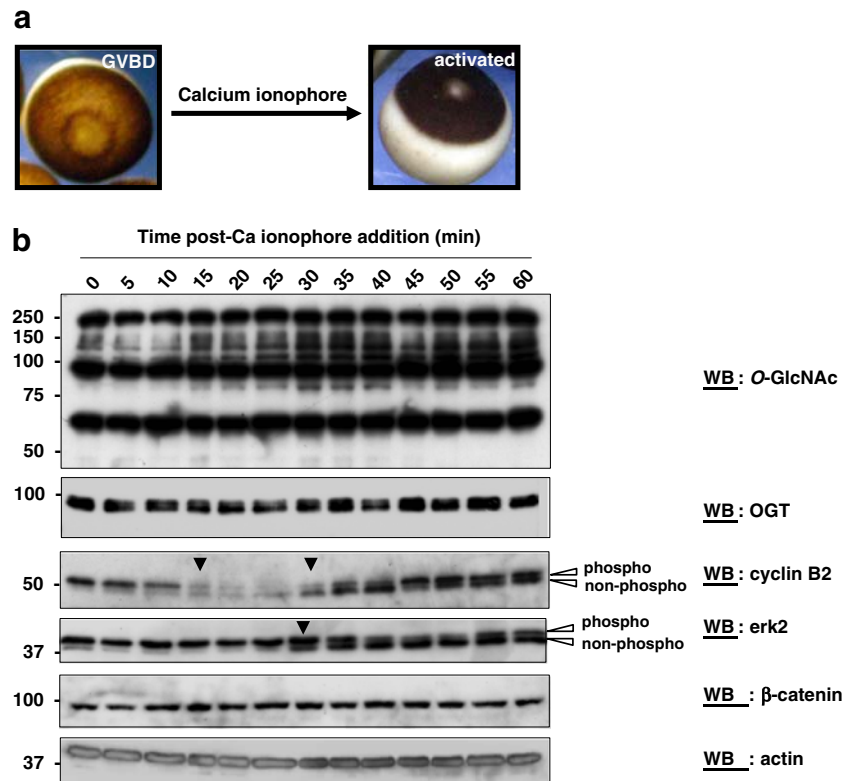 a
GVBD
Calcium ionophore
activated
b
Time post-Ca ionophore addition (min)
0 5 10 15 20 25 30 35 40 45 50 55 60
250
150
100
75
50
WB: O-GlcNAc
100
WB: OGT
50
phospho
non-phospho
WB: cyclin B2
37
phospho
non-phospho
WB: erk2
100
WB : β-catenin
37
WB : actin